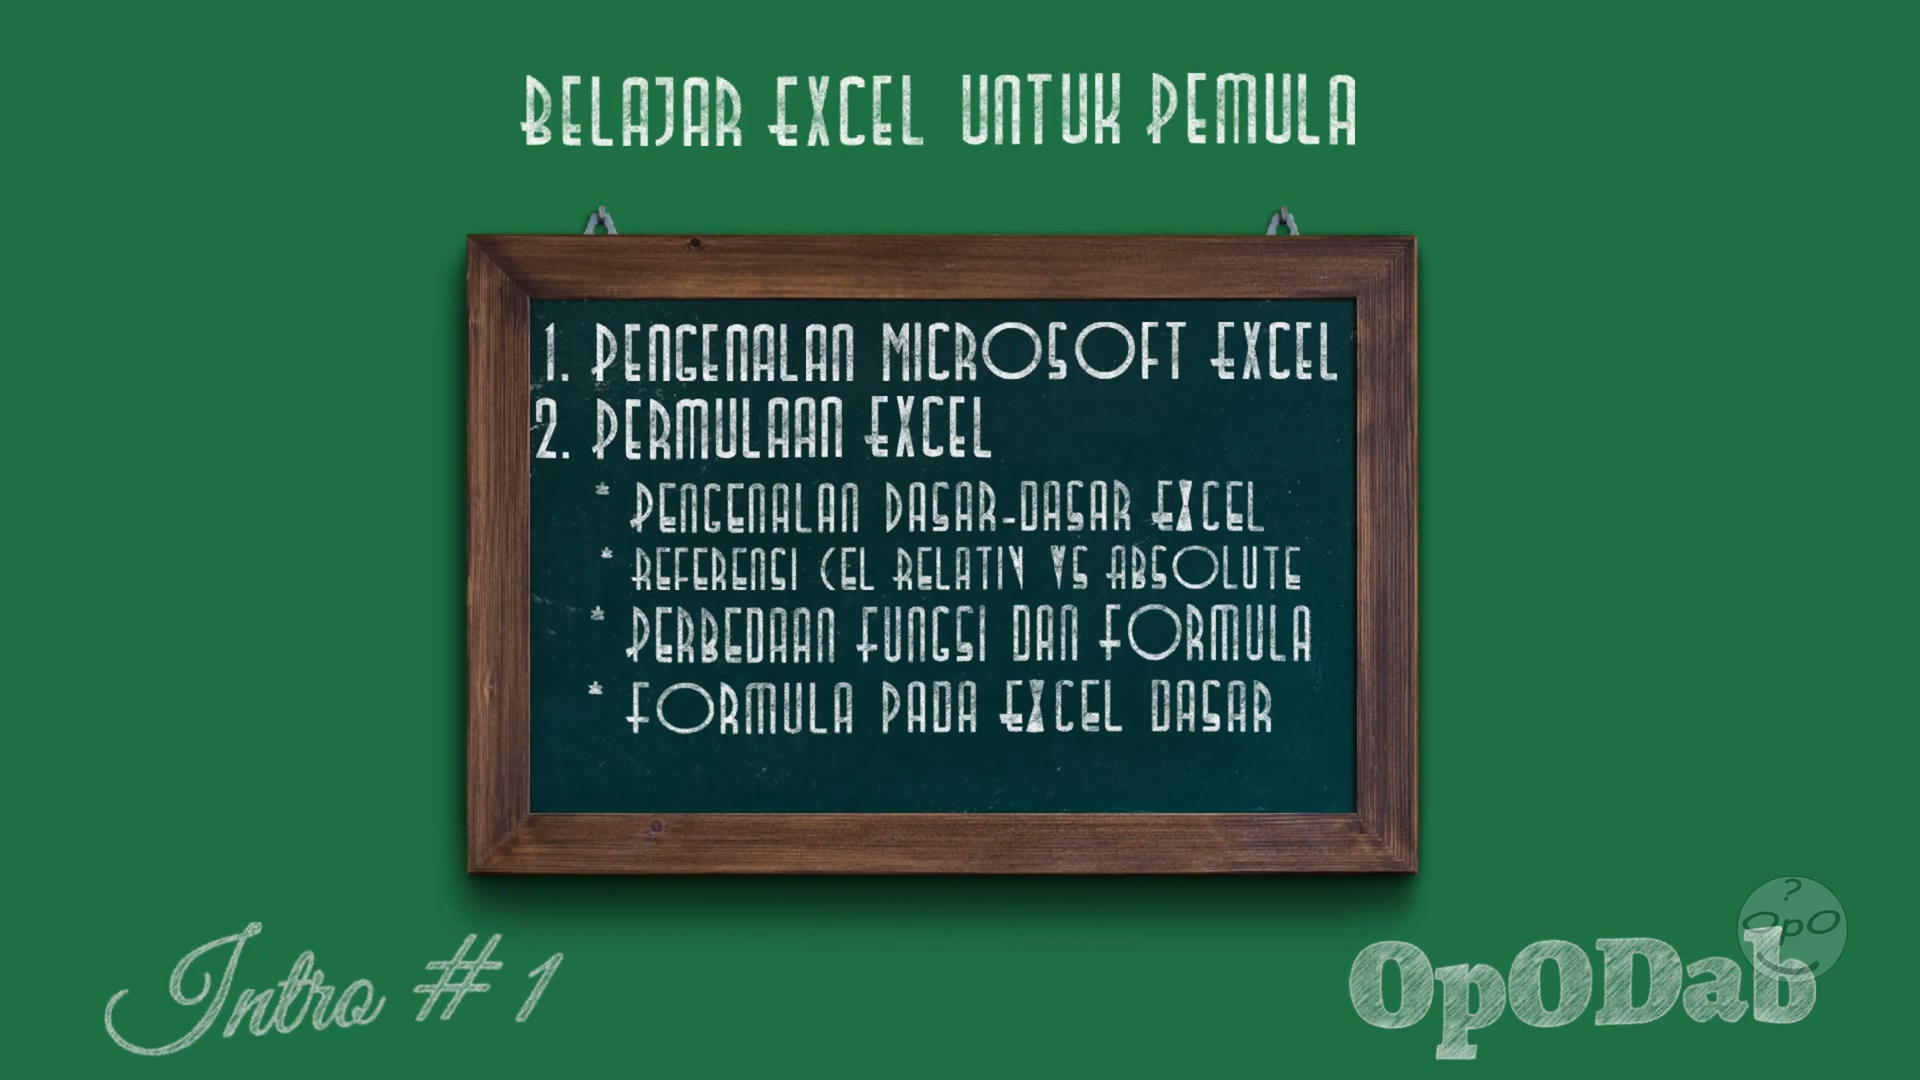 BELAJAR EXCEL UNTUK PEMULA
1. PENGENALAN MICROSOFT EXCEL
2. PERMULAAN EXCEL
* PENGENALAN DASAR-DASAR EXCEL
* REFERENSI CEL RELATIV VS ABSOLUTE
* PERBEDAAN FUNGSI DAN FORMULA
* FORMULA PADA EXCEL DASAR
Intro # 1
?
OpO
OpODab